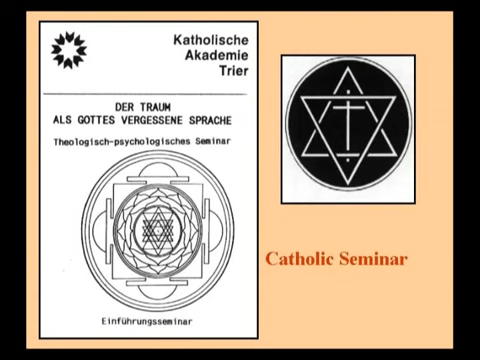 Katholische
Akademie
Trier
DER TRAUM
ALS GOTTES VERGESSENE SPRACHE
Theologisch-psychologisches Seminar
Einführungsseminar
Catholic Seminar